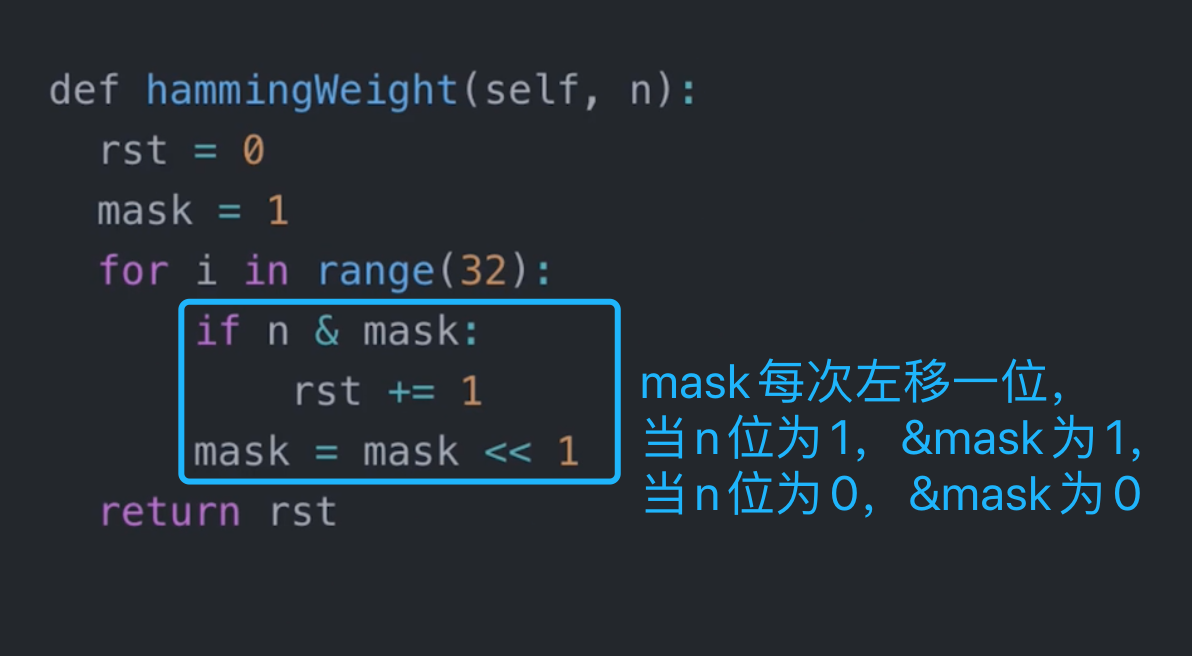 def hammingWeight(self, n):
rst = 0
mask = 1
for i in range(32):
if n & mask:
rst += 1
mask = mask << 1
return rst
mask每次左移一位,
当n位为1，&mask为1,
当n位为0，&mask为0